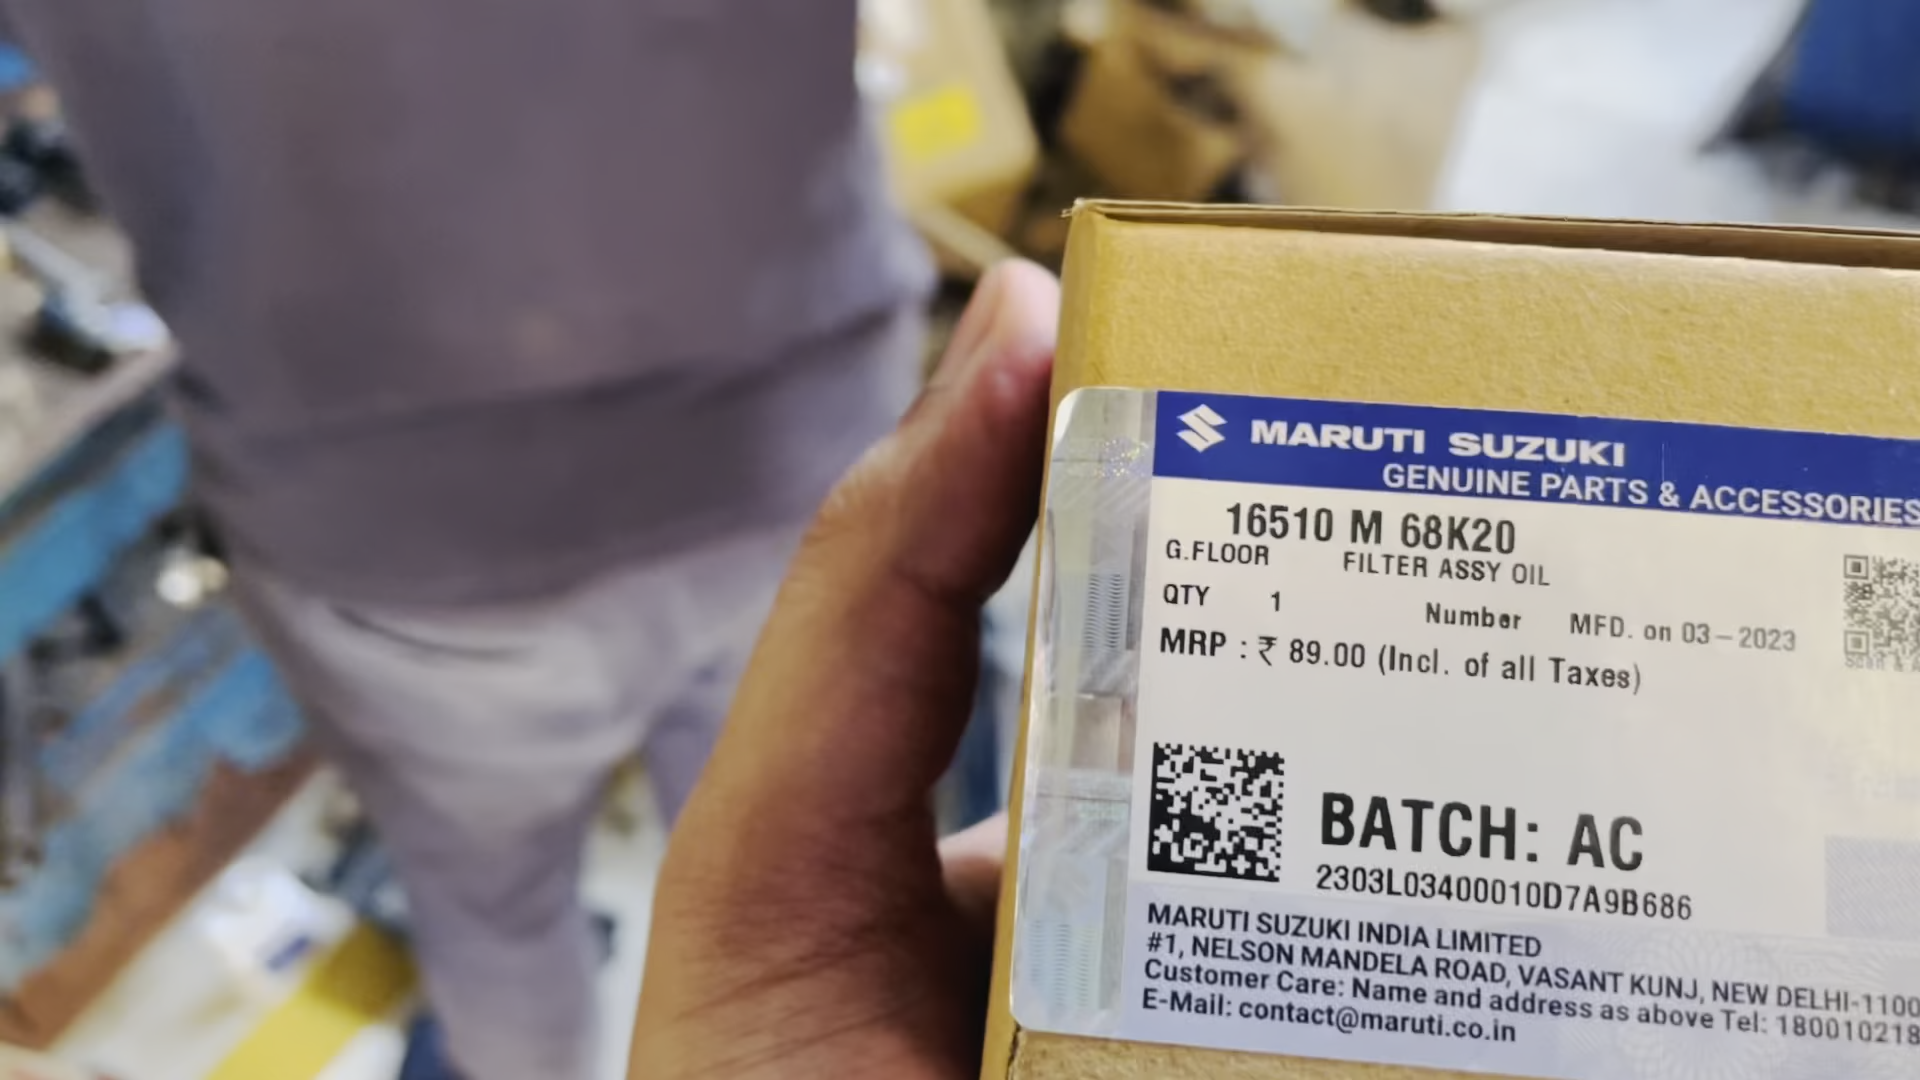 MARUTI SUZUKI
GENUINE PARTS & ACCESSORIES
16510 M 68K20
G.FLOOR FILTER ASSY OIL
QTY 1 Number MFD. on 03-2023
MRP : ₹ 89.00 (Incl. of all Taxes)
BATCH: AC
2303L03400010D7A9B686
MARUTI SUZUKI INDIA LIMITED
#1, NELSON MANDELA ROAD, VASANT KUNJ, NEW DELHI-1100
Customer Care: Name and address as above Tel: 180010218
E-Mail: contact@maruti.co.in